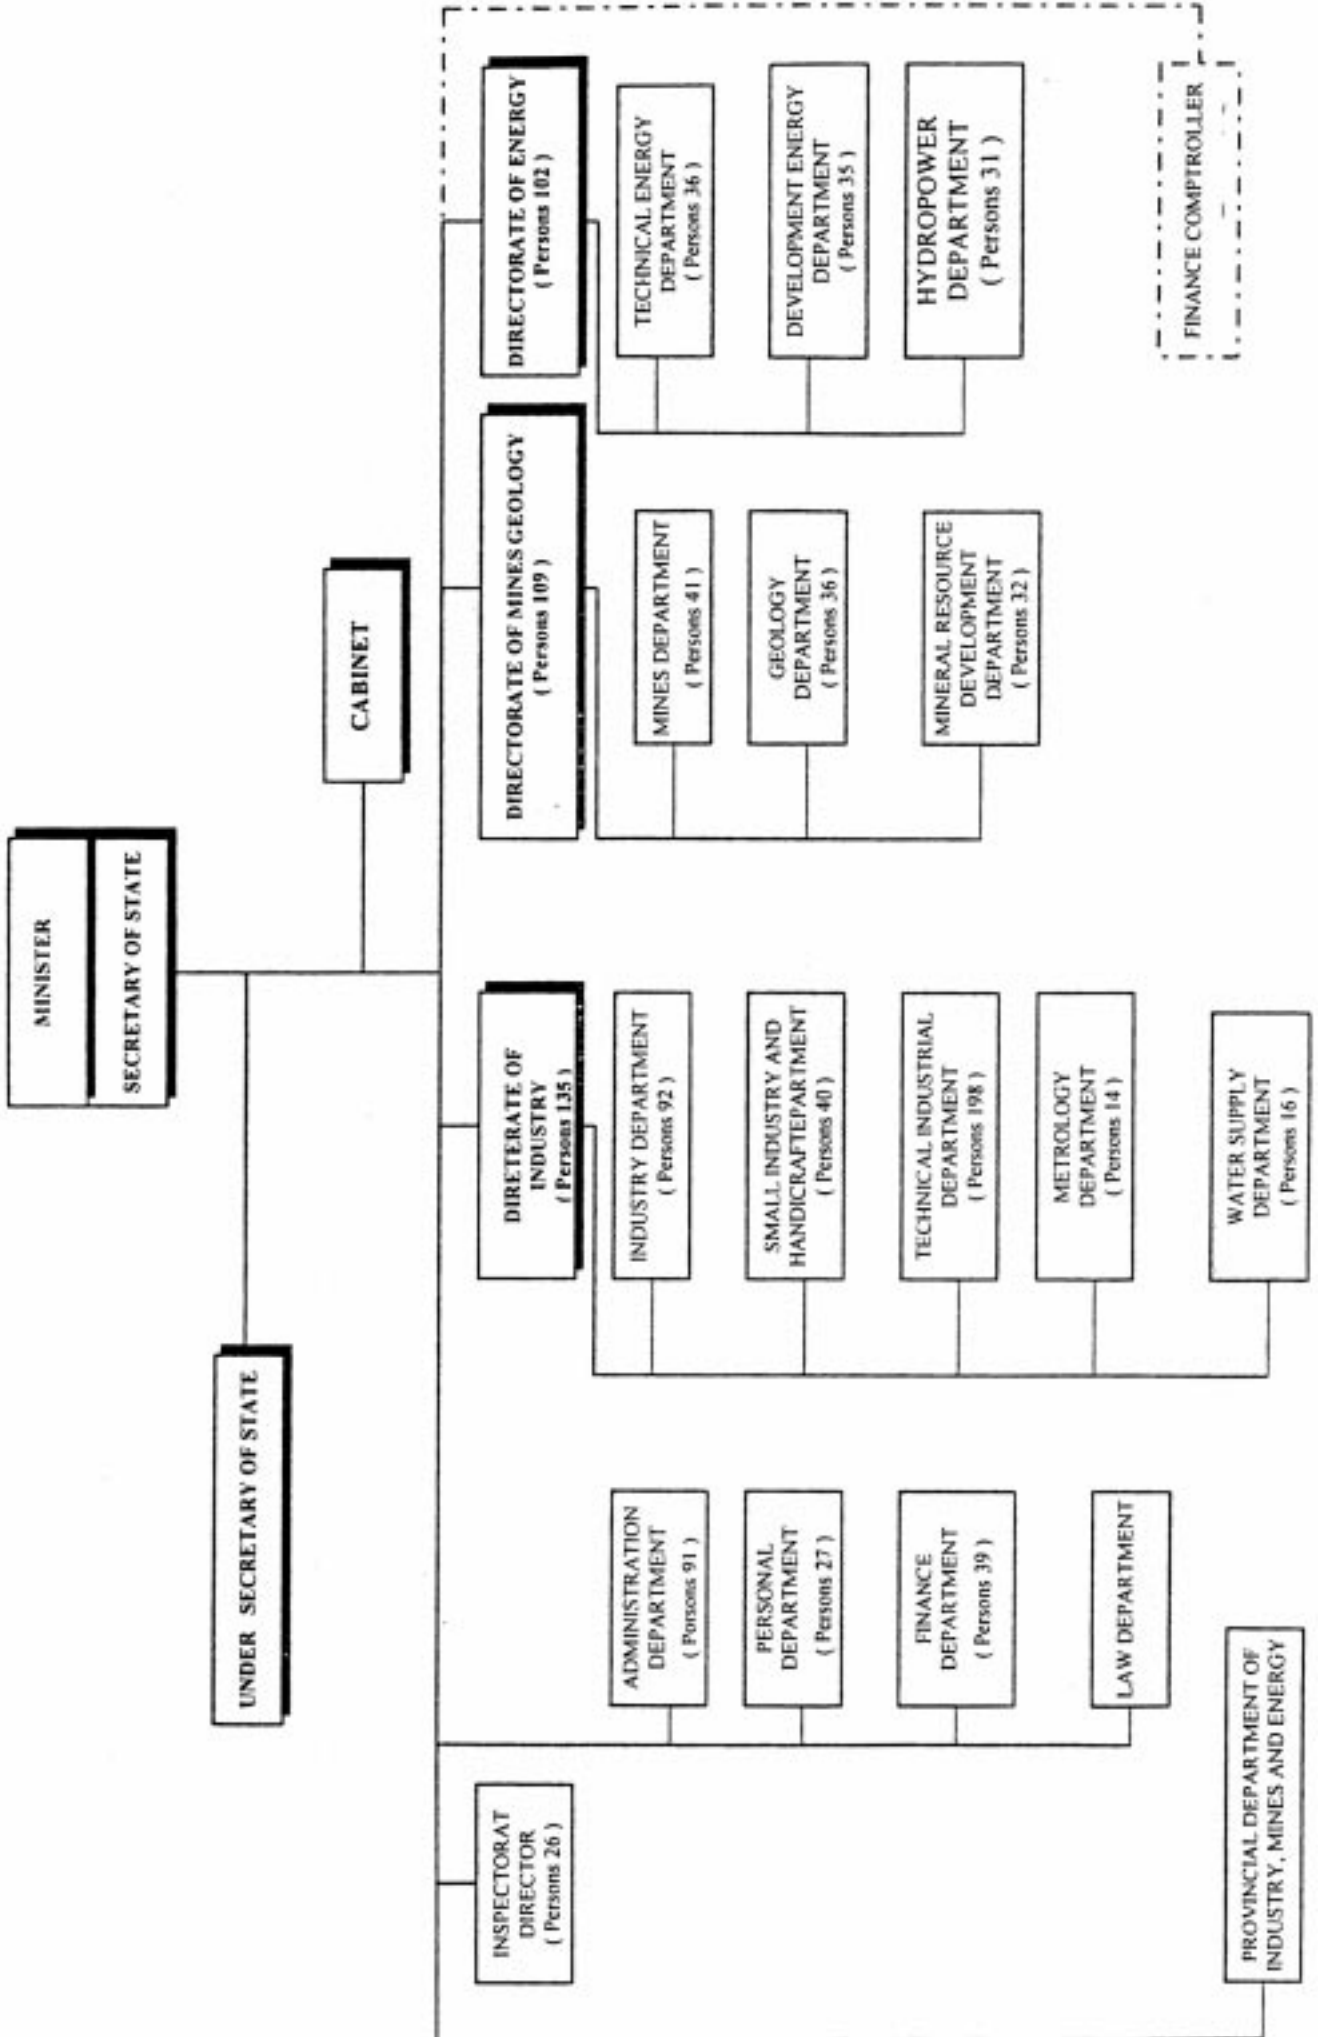 MINISTER
SECRETARY OF STATE
UNDER SECRETARY OF STATE
CABINET
INSPECTORAT
DIRECTOR
( Persons 26 )
ADMINISTRATION
DEPARTMENT
( Porsons 91 )
PERSONAL
DEPARTMENT
( Persons 27 )
FINANCE
DEPARTMENT
( Persons 39 )
LAW DEPARTMENT
PROVINCIAL DEPARTMENT OF
INDUSTRY, MINES AND ENERGY
DIRETERATE OF
INDUSTRY
( Persons 135 )
INDUSTRY DEPARTMENT
( Persons 92 )
SMALL INDUSTRY AND
HANDICRAFTEPARTMENT
( Persons 40 )
TECHNICAL INDUSTRIAL
DEPARTMENT
( Persons 198 )
METROLOGY
DEPARTMENT
( Persons 14 )
WATER SUPPLY
DEPARTMENT
( Persons 16 )
DIRECTORATE OF MINES GEOLOGY
( Persons 109 )
MINES DEPARTMENT
( Persons 41 )
GEOLOGY
DEPARTMENT
( Persons 36 )
MINERAL RESOURCE
DEVELOPMENT
DEPARTMENT
( Persons 32 )
DIRECTORATE OF ENERGY
( Persons 102 )
TECHNICAL ENERGY
DEPARTMENT
( Persons 36 )
DEVELOPMENT ENERGY
DEPARTMENT
( Persons 35 )
HYDROPOWER
DEPARTMENT
( Persons 31 )
FINANCE COMPTROLLER